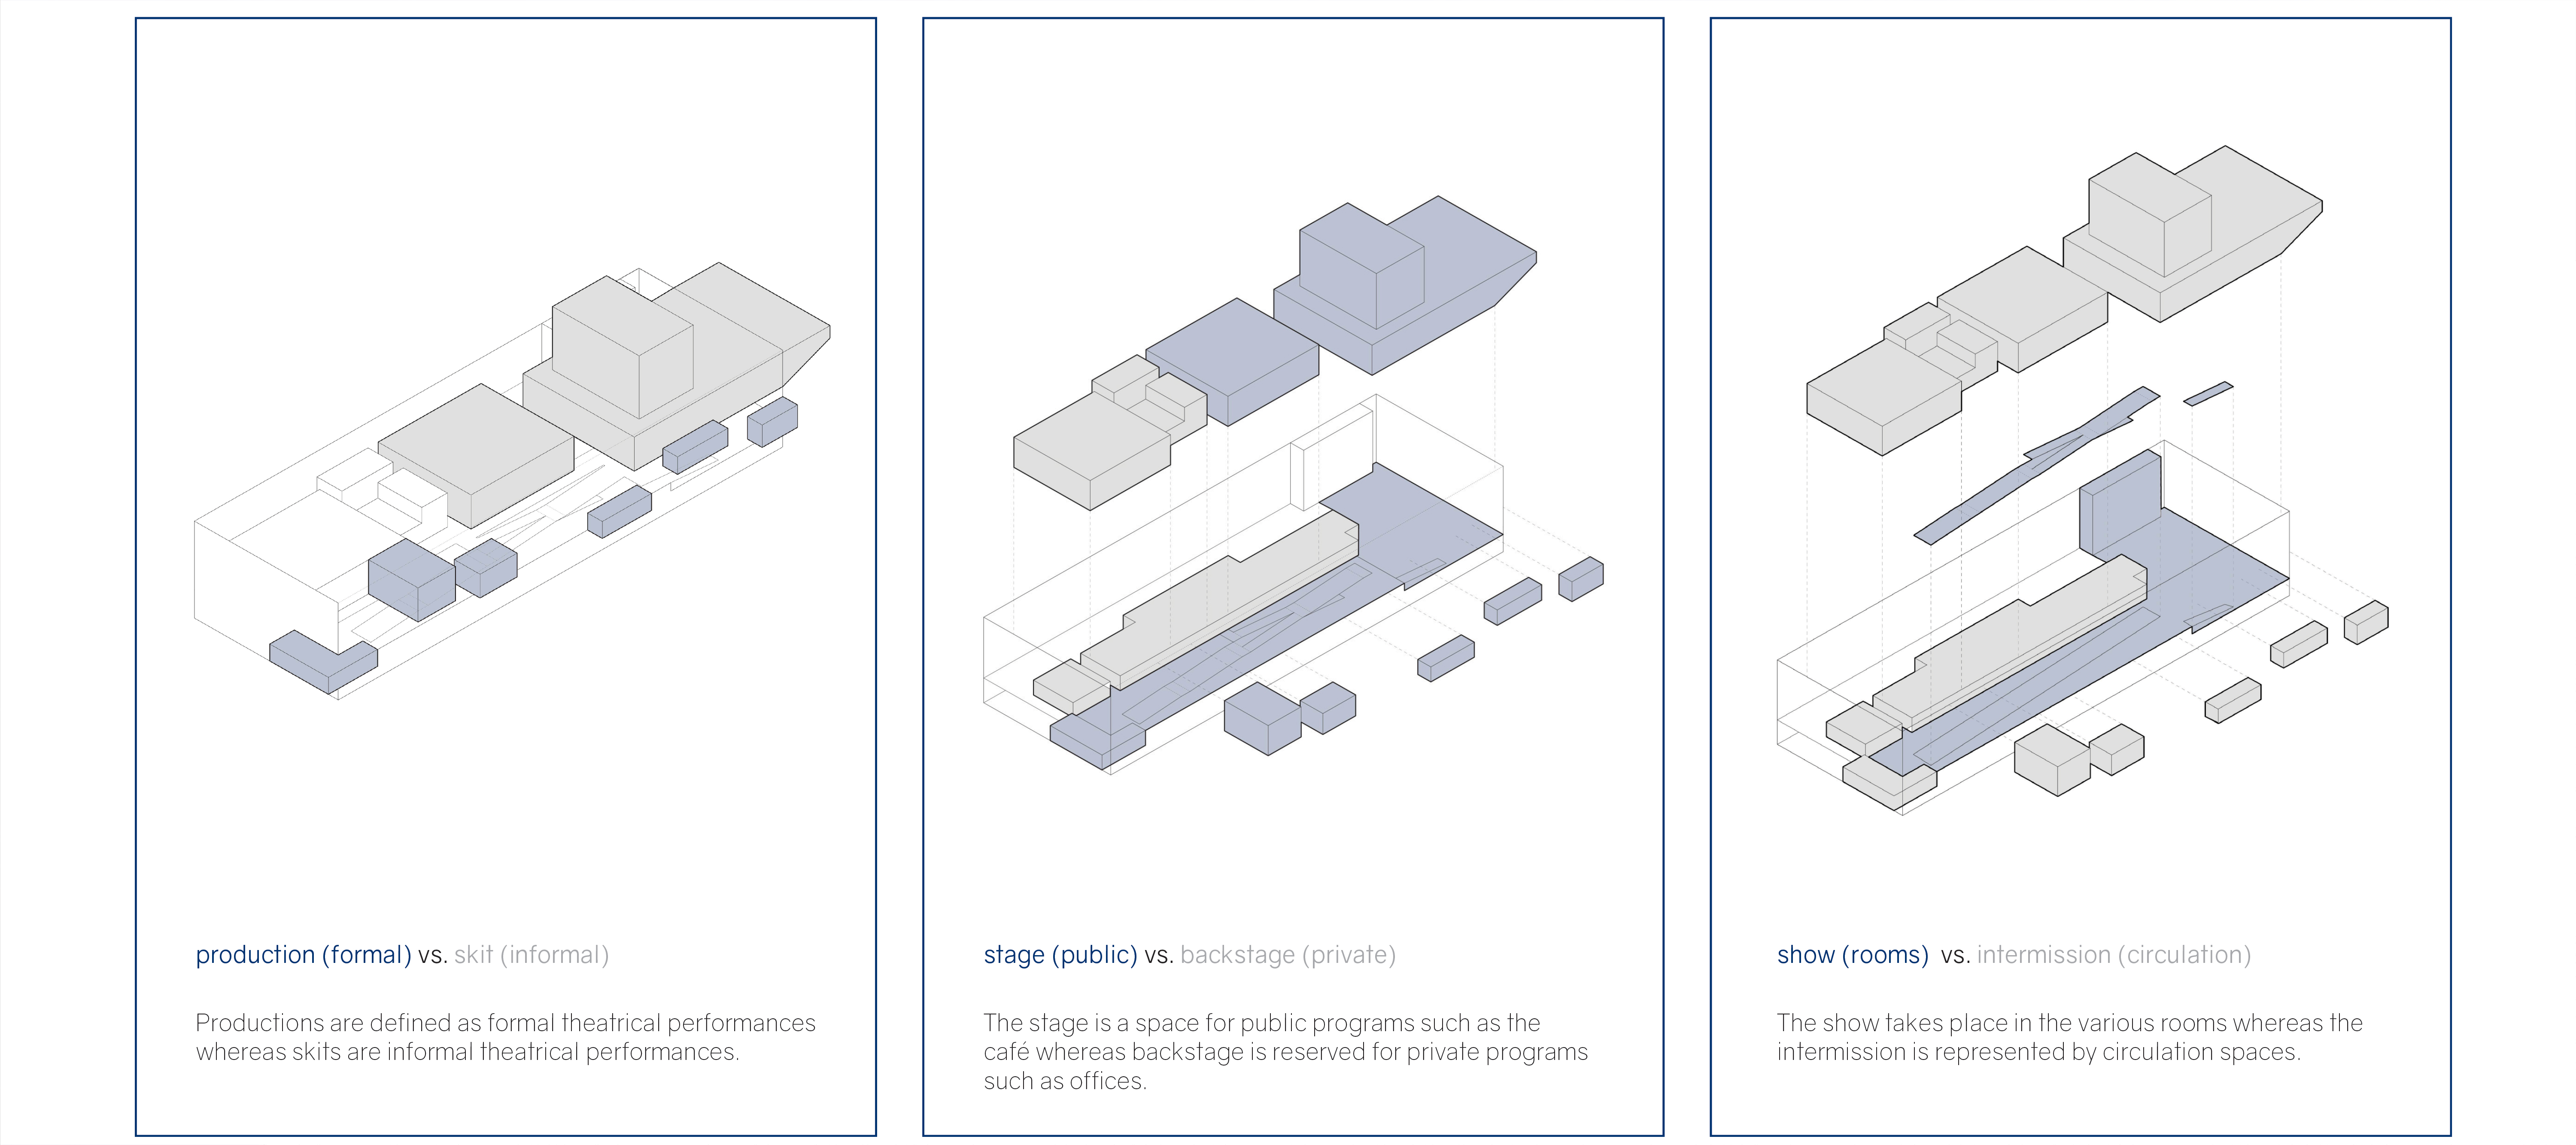 production (formal) vs. skit (informal)
Productions are defined as formal theatrical performances
whereas skits are informal theatrical performances.
stage (public) vs. backstage (private)
The stage is a space for public programs such as the
café whereas backstage is reserved for private programs
such as offices.
show (rooms) vs. intermission (circulation)
The show takes place in the various rooms whereas the
intermission is represented by circulation spaces.